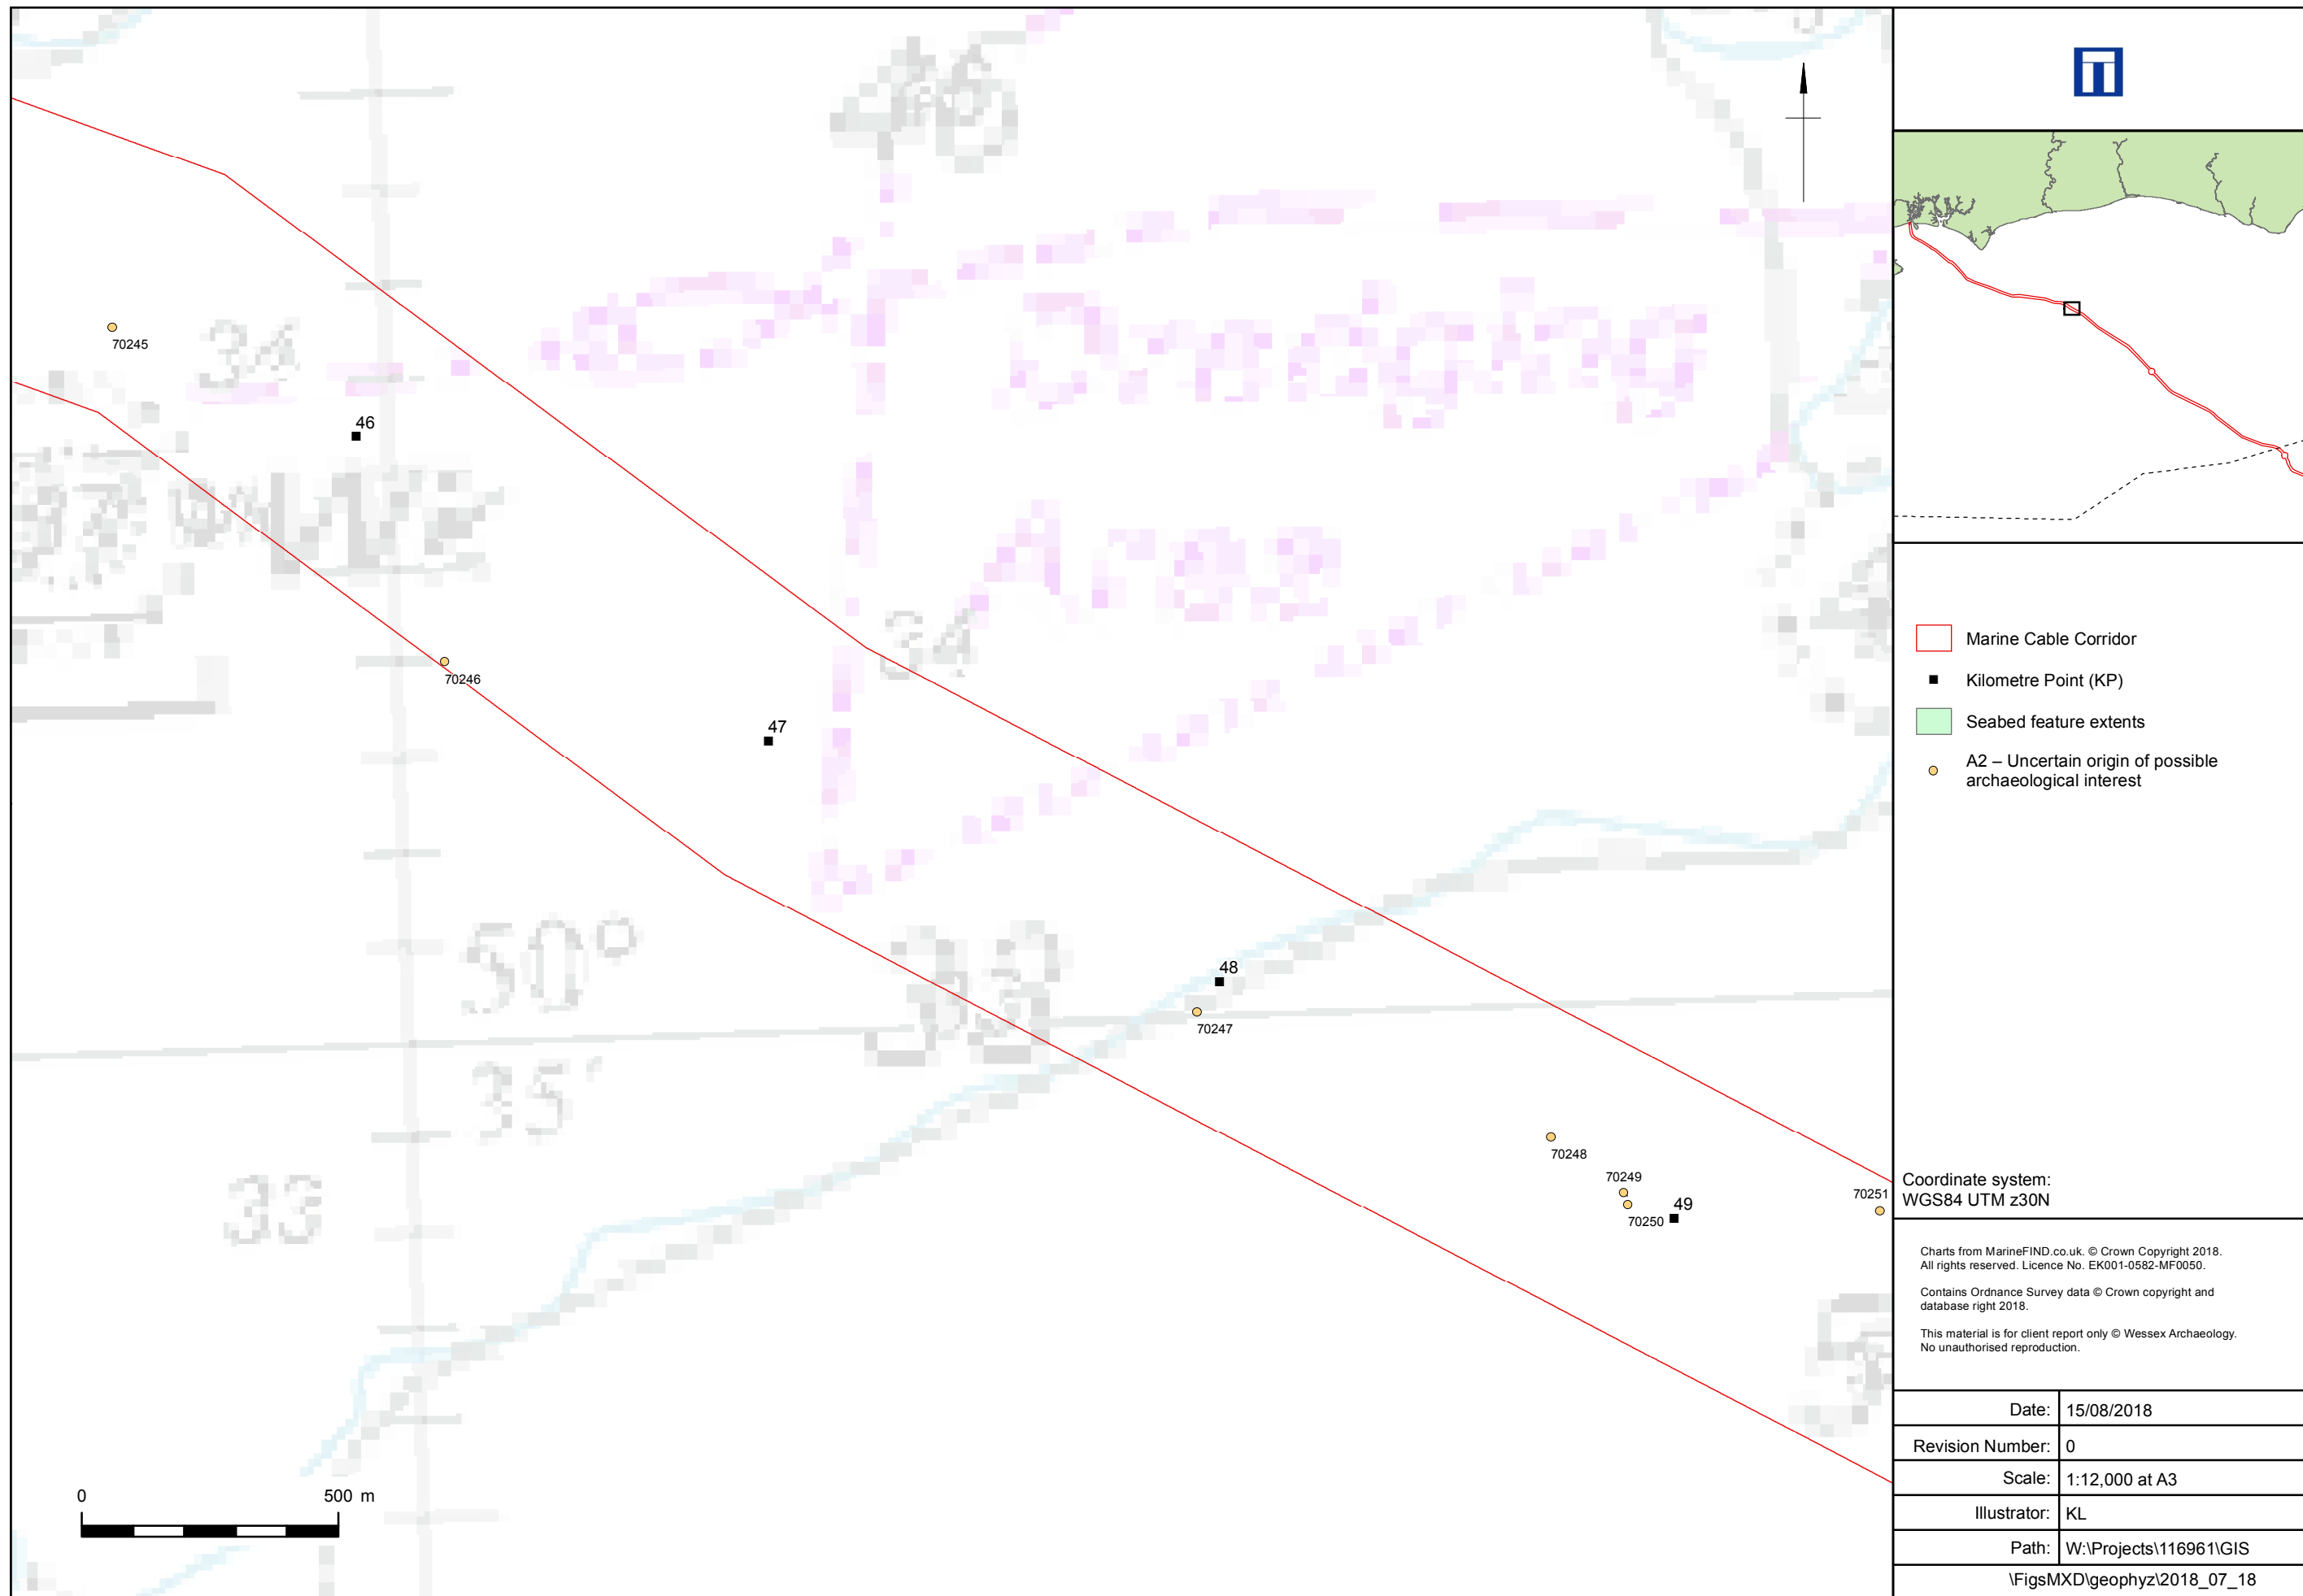 40
34
Dredging
Area
34
50°
35'
33
33
70245
46
70246
47
48
70247
70248
70249
70250
49
70251
0 500 m
Marine Cable Corridor
Kilometre Point (KP)
Seabed feature extents
A2 – Uncertain origin of possible
archaeological interest
Coordinate system:
WGS84 UTM z30N
Charts from MarineFIND.co.uk. © Crown Copyright 2018.
All rights reserved. Licence No. EK001-0582-MF0050.
Contains Ordnance Survey data © Crown copyright and
database right 2018.
This material is for client report only © Wessex Archaeology.
No unauthorised reproduction.
Date: 15/08/2018
Revision Number: 0
Scale: 1:12,000 at A3
Illustrator: KL
Path: W:\Projects\116961\GIS
\FigsMXD\geophyz\2018_07_18